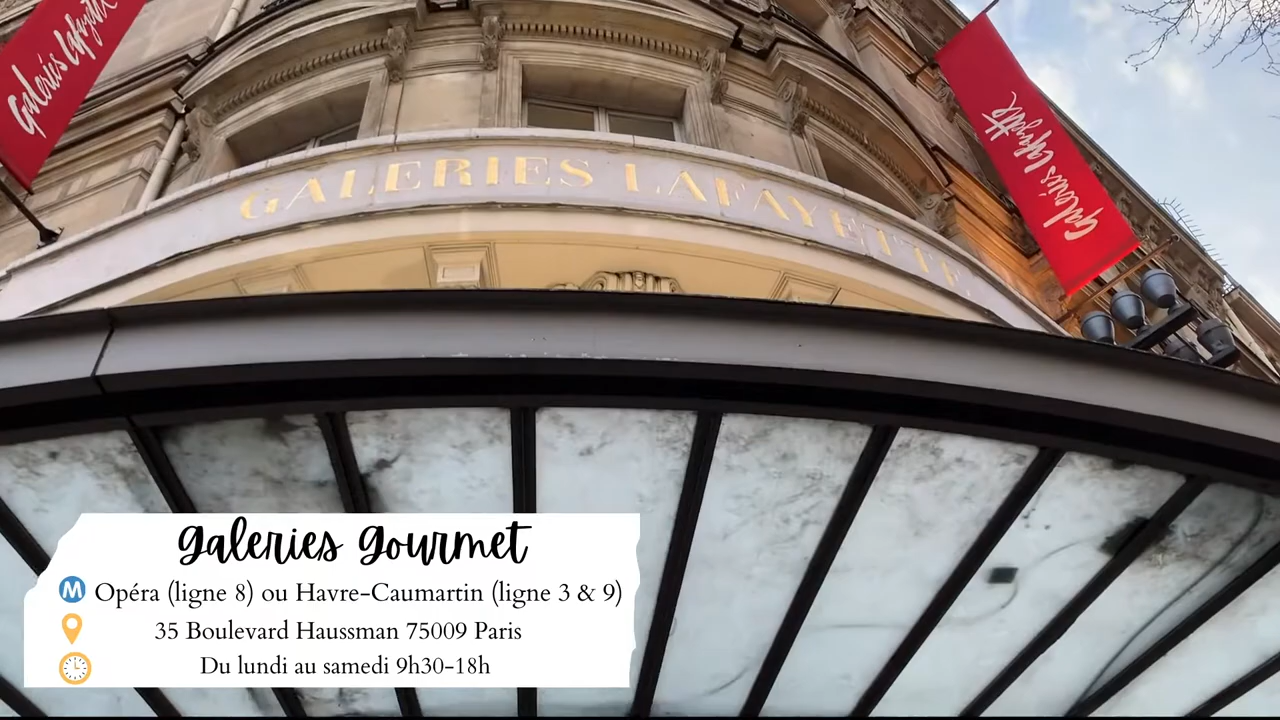 Galeries Lafayette
Galeries Lafayette
GALERIES LAFAYETTE
Galeries Gourmet
M Opéra (ligne 8) ou Havre-Caumartin (ligne 3 & 9)
35 Boulevard Haussman 75009 Paris
Du lundi au samedi 9h30-18h